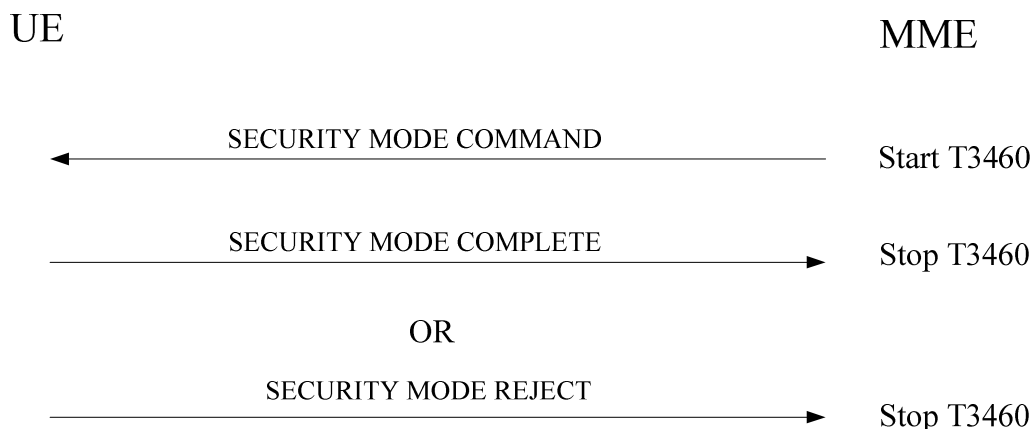 UE
MME
SECURITY MODE COMMAND
Start T3460
SECURITY MODE COMPLETE
Stop T3460
OR
SECURITY MODE REJECT
Stop T3460